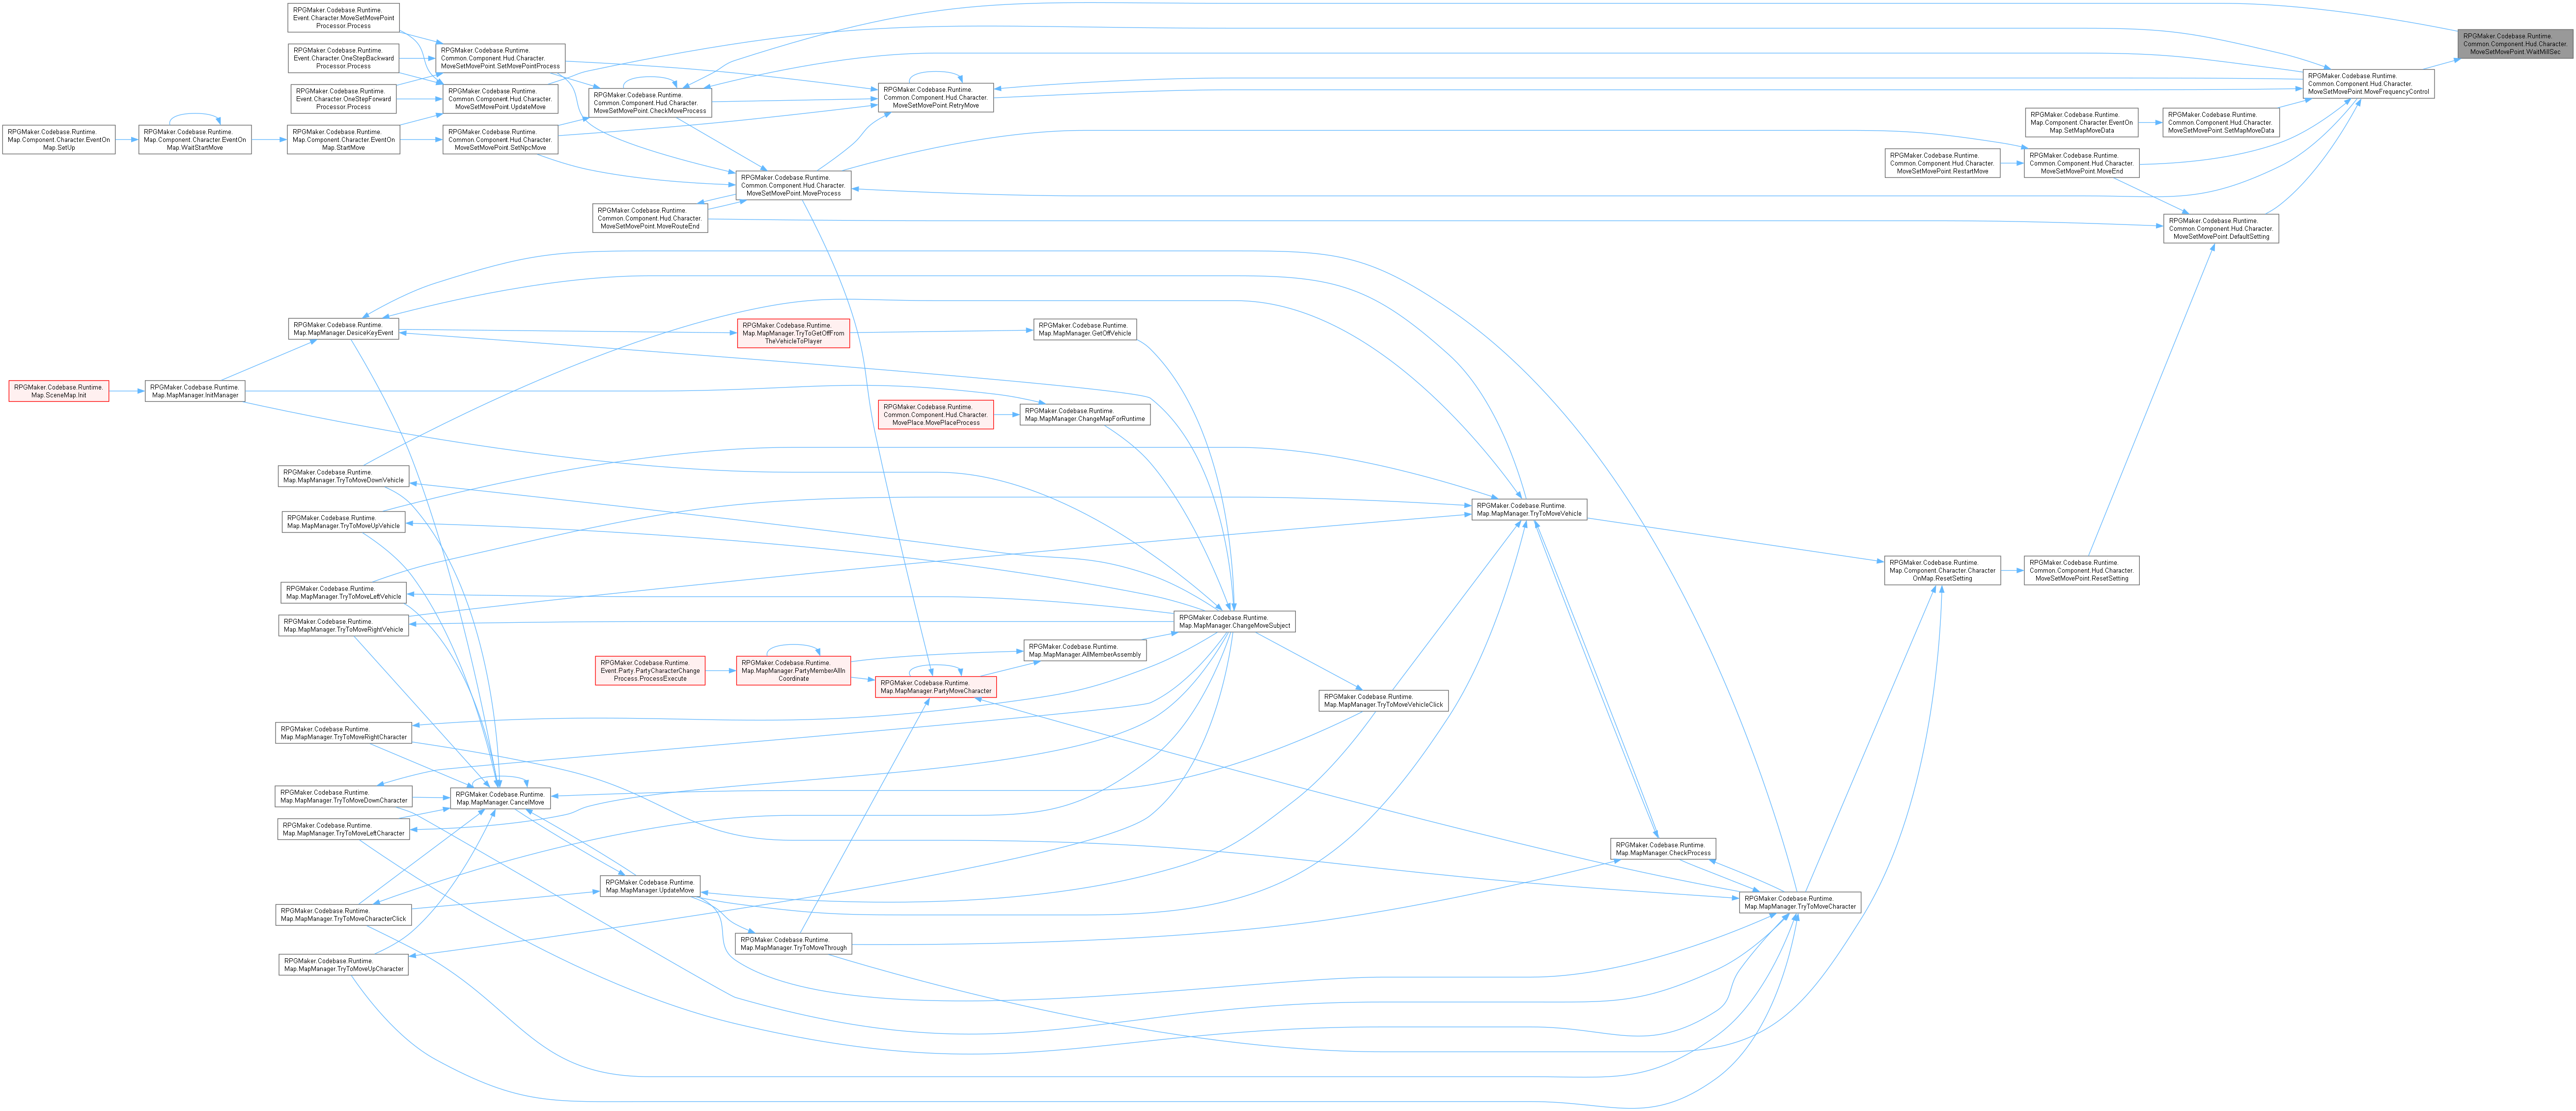 RPGMaker.Codebase.Runtime.
Event.Character.MoveSetMovePoint
Processor.Process
RPGMaker.Codebase.Runtime.
Event.Character.OneStepBackward
Processor.Process
RPGMaker.Codebase.Runtime.
Event.Character.OneStepForward
Processor.Process
RPGMaker.Codebase.Runtime.
Map.Component.Character.EventOn
Map.SetUp
RPGMaker.Codebase.Runtime.
Map.Component.Character.EventOn
Map.WaitStartMove
RPGMaker.Codebase.Runtime.
Map.Component.Character.EventOn
Map.StartMove
RPGMaker.Codebase.Runtime.
Common.Component.Hud.Character.
MoveSetMovePoint.SetMovePointProcess
RPGMaker.Codebase.Runtime.
Common.Component.Hud.Character.
MoveSetMovePoint.UpdateMove
RPGMaker.Codebase.Runtime.
Common.Component.Hud.Character.
MoveSetMovePoint.SetNpcMove
RPGMaker.Codebase.Runtime.
Common.Component.Hud.Character.
MoveSetMovePoint.CheckMoveProcess
RPGMaker.Codebase.Runtime.
Common.Component.Hud.Character.
MoveSetMovePoint.RetryMove
RPGMaker.Codebase.Runtime.
Common.Component.Hud.Character.
MoveSetMovePoint.MoveProcess
RPGMaker.Codebase.Runtime.
Common.Component.Hud.Character.
MoveSetMovePoint.MoveRouteEnd
RPGMaker.Codebase.Runtime.
Common.Component.Hud.Character.
MoveSetMovePoint.WaitMilliSec
RPGMaker.Codebase.Runtime.
Common.Component.Hud.Character.
MoveSetMovePoint.MoveFrequencyControl
RPGMaker.Codebase.Runtime.
Map.Component.Character.EventOn
Map.SetMapMoveData
RPGMaker.Codebase.Runtime.
Common.Component.Hud.Character.
MoveSetMovePoint.SetMapMoveData
RPGMaker.Codebase.Runtime.
Common.Component.Hud.Character.
MoveSetMovePoint.RestartMove
RPGMaker.Codebase.Runtime.
Common.Component.Hud.Character.
MoveSetMovePoint.MoveEnd
RPGMaker.Codebase.Runtime.
Common.Component.Hud.Character.
MoveSetMovePoint.DefaultSetting
RPGMaker.Codebase.Runtime.
Map.MapManager.DesiceKeyEvent
RPGMaker.Codebase.Runtime.
Map.MapManager.TryToGetOffFrom
TheVehicleToPlayer
RPGMaker.Codebase.Runtime.
Map.MapManager.GetOffVehicle
RPGMaker.Codebase.Runtime.
Map.SceneMap.Init
RPGMaker.Codebase.Runtime.
Map.MapManager.InitManager
RPGMaker.Codebase.Runtime.
Common.Component.Hud.Character.
MovePlace.MovePlaceProcess
RPGMaker.Codebase.Runtime.
Map.MapManager.ChangeMapForRuntime
RPGMaker.Codebase.Runtime.
Map.MapManager.TryToMoveDownVehicle
RPGMaker.Codebase.Runtime.
Map.MapManager.TryToMoveUpVehicle
RPGMaker.Codebase.Runtime.
Map.MapManager.TryToMoveVehicle
RPGMaker.Codebase.Runtime.
Map.MapManager.TryToMoveLeftVehicle
RPGMaker.Codebase.Runtime.
Map.MapManager.TryToMoveRightVehicle
RPGMaker.Codebase.Runtime.
Map.Component.Character.Character
OnMap.ResetSetting
RPGMaker.Codebase.Runtime.
Common.Component.Hud.Character.
MoveSetMovePoint.ResetSetting
RPGMaker.Codebase.Runtime.
Map.MapManager.ChangeMoveSubject
RPGMaker.Codebase.Runtime.
Map.MapManager.AllMemberAssembly
RPGMaker.Codebase.Runtime.
Event.Party.PartyCharacterChange
Process.ProcessExecute
RPGMaker.Codebase.Runtime.
Map.MapManager.PartyMemberAllIn
Coordinate
RPGMaker.Codebase.Runtime.
Map.MapManager.PartyMoveCharacter
RPGMaker.Codebase.Runtime.
Map.MapManager.TryToMoveVehicleClick
RPGMaker.Codebase.Runtime.
Map.MapManager.TryToMoveRightCharacter
RPGMaker.Codebase.Runtime.
Map.MapManager.TryToMoveDownCharacter
RPGMaker.Codebase.Runtime.
Map.MapManager.CancelMove
RPGMaker.Codebase.Runtime.
Map.MapManager.TryToMoveLeftCharacter
RPGMaker.Codebase.Runtime.
Map.MapManager.CheckProcess
RPGMaker.Codebase.Runtime.
Map.MapManager.UpdateMove
RPGMaker.Codebase.Runtime.
Map.MapManager.TryToMoveCharacter
RPGMaker.Codebase.Runtime.
Map.MapManager.TryToMoveCharacterClick
RPGMaker.Codebase.Runtime.
Map.MapManager.TryToMoveThrough
RPGMaker.Codebase.Runtime.
Map.MapManager.TryToMoveUpCharacter